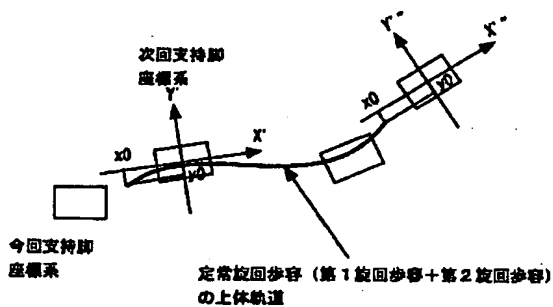 次回支持脚
座標系
Y'
X'
x0
y0
Y''
X''
x0
y0
今回支持脚
座標系
定常旋回歩容（第1旋回歩容+第2旋回歩容）
の上体軌道